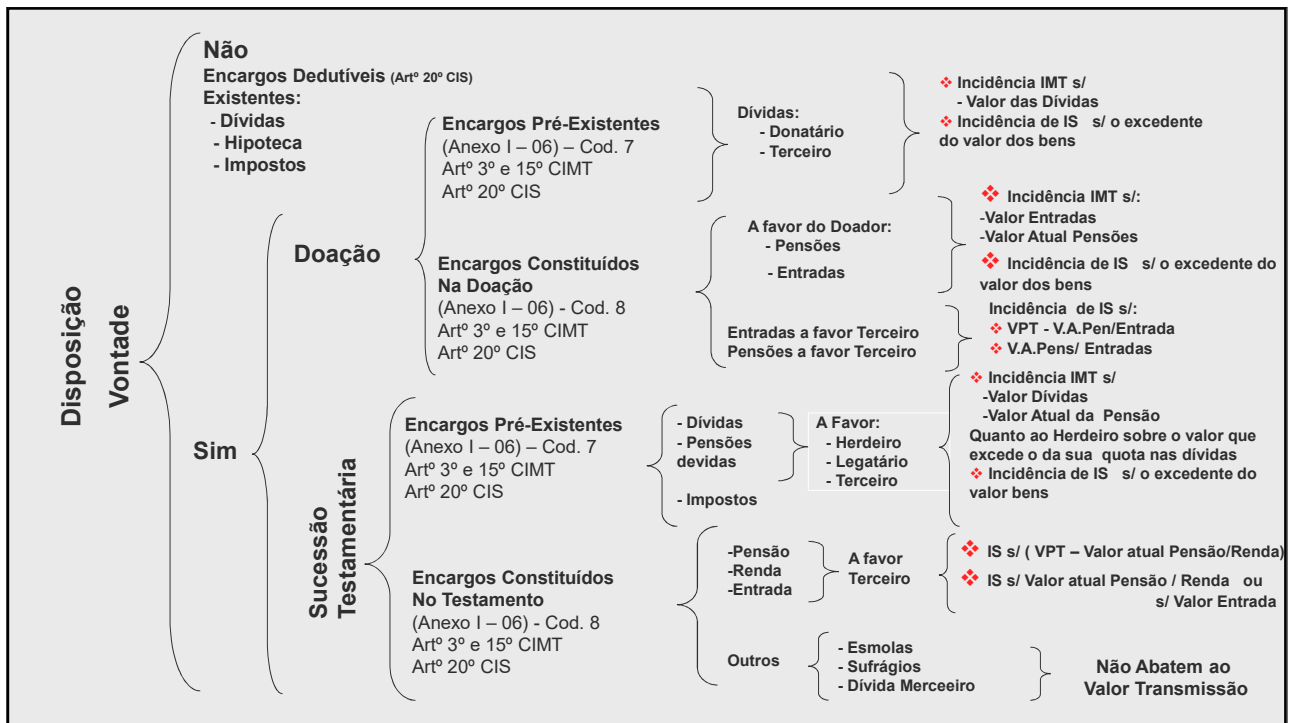 Disposição
Vontade
Não
Encargos Dedutíveis (Artº 20º CIS)
Existentes:
- Dívidas
- Hipoteca
- Impostos
Sim
Doação
Encargos Pré-Existentes
(Anexo I – 06) – Cod. 7
Artº 3º e 15º CIMT
Artº 20º CIS
Dívidas:
- Donatário
- Terceiro
❖ Incidência IMT s/
- Valor das Dívidas
❖ Incidência de IS s/ o excedente
do valor dos bens
Encargos Constituídos
Na Doação
(Anexo I – 06) - Cod. 8
Artº 3º e 15º CIMT
Artº 20º CIS
A favor do Doador:
- Pensões
- Entradas
❖ Incidência IMT s/:
-Valor Entradas
-Valor Atual Pensões
❖ Incidência de IS s/ o excedente do
valor dos bens
Entradas a favor Terceiro
Pensões a favor Terceiro
Incidência de IS s/:
❖ VPT - V.A.Pen/Entrada
❖ V.A.Pens/ Entradas
Sucessão
Testamentária
Encargos Pré-Existentes
(Anexo I – 06) – Cod. 7
Artº 3º e 15º CIMT
Artº 20º CIS
- Dívidas
- Pensões
devidas
- Impostos
A Favor:
- Herdeiro
- Legatário
- Terceiro
❖ Incidência IMT s/
-Valor Dívidas
-Valor Atual da Pensão
Quanto ao Herdeiro sobre o valor que
excede o da sua quota nas dívidas
❖ Incidência de IS s/ o excedente do
valor bens
Encargos Constituídos
No Testamento
(Anexo I – 06) - Cod. 8
Artº 3º e 15º CIMT
Artº 20º CIS
-Pensão
-Renda
-Entrada
A favor
Terceiro
❖ IS s/ ( VPT – Valor atual Pensão/Renda)
❖ IS s/ Valor atual Pensão / Renda ou
s/ Valor Entrada
Outros
- Esmolas
- Sufrágios
- Dívida Merceeiro
Não Abatem ao
Valor Transmissão